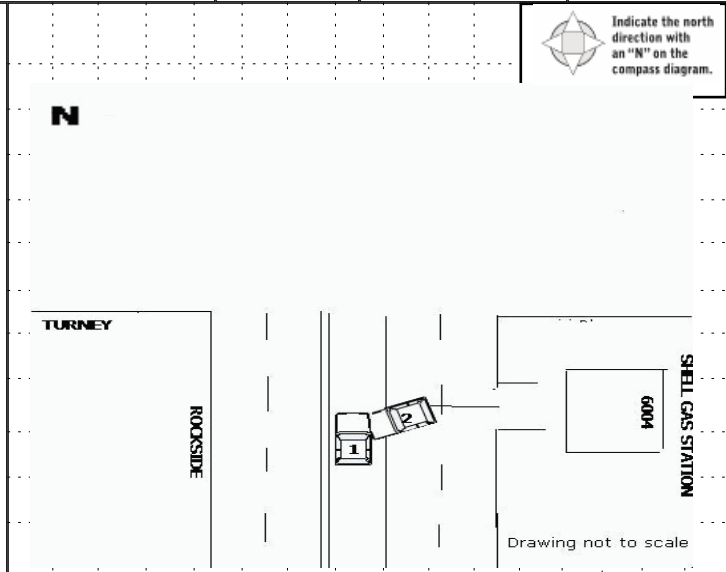 Indicate the north
direction with
an “N” on the
compass diagram.
N
TURNEY
ROCKSIDE
1
2
6004
SHELL GAS STATION
Drawing not to scale